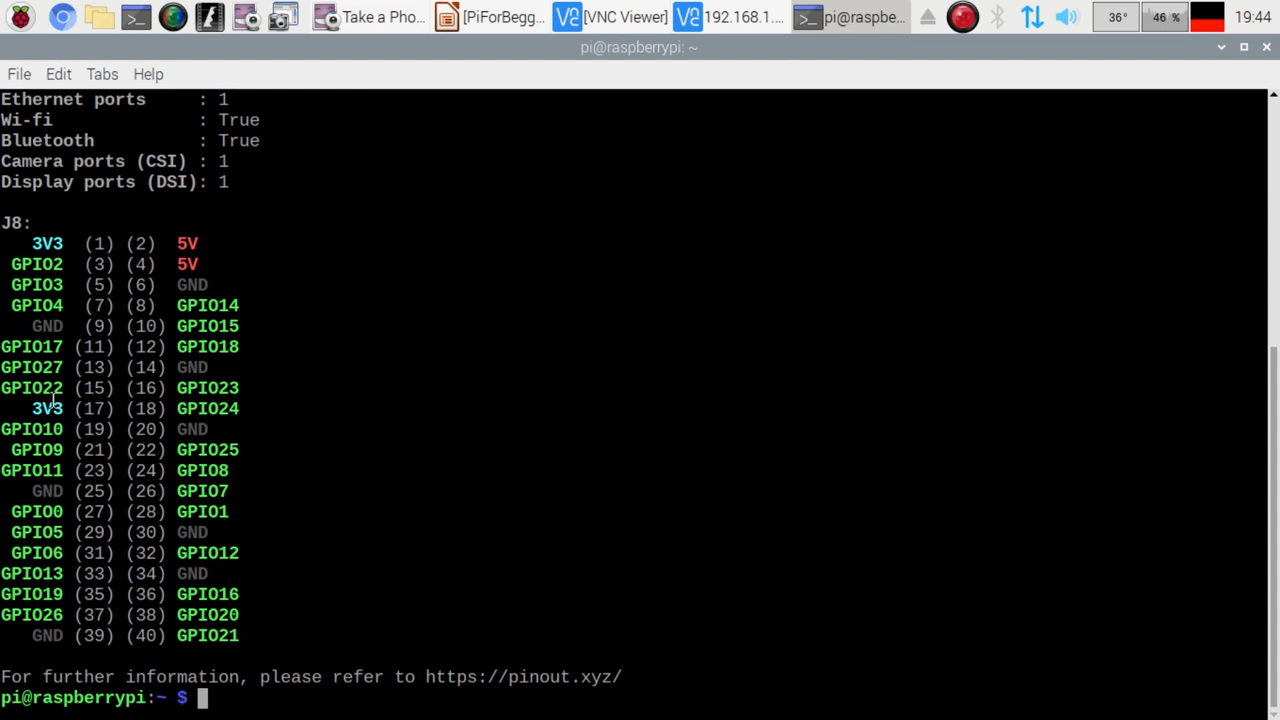 Take a Pho...
[PiForBegg...
[VNC Viewer]
192.168.1....
pi@raspbe...
36°
46 %
19:44
pi@raspberrypi: ~
File Edit Tabs Help
Ethernet ports : 1
Wi-fi : True
Bluetooth : True
Camera ports (CSI) : 1
Display ports (DSI): 1
J8:
3V3 (1) (2) 5V
GPIO2 (3) (4) 5V
GPIO3 (5) (6) GND
GPIO4 (7) (8) GPIO14
GND (9) (10) GPIO15
GPIO17 (11) (12) GPIO18
GPIO27 (13) (14) GND
GPIO22 (15) (16) GPIO23
3V3 (17) (18) GPIO24
GPIO10 (19) (20) GND
GPIO9 (21) (22) GPIO25
GPIO11 (23) (24) GPIO8
GND (25) (26) GPIO7
GPIO0 (27) (28) GPIO1
GPIO5 (29) (30) GND
GPIO6 (31) (32) GPIO12
GPIO13 (33) (34) GND
GPIO19 (35) (36) GPIO16
GPIO26 (37) (38) GPIO20
GND (39) (40) GPIO21
For further information, please refer to https://pinout.xyz/
pi@raspberrypi:~ $